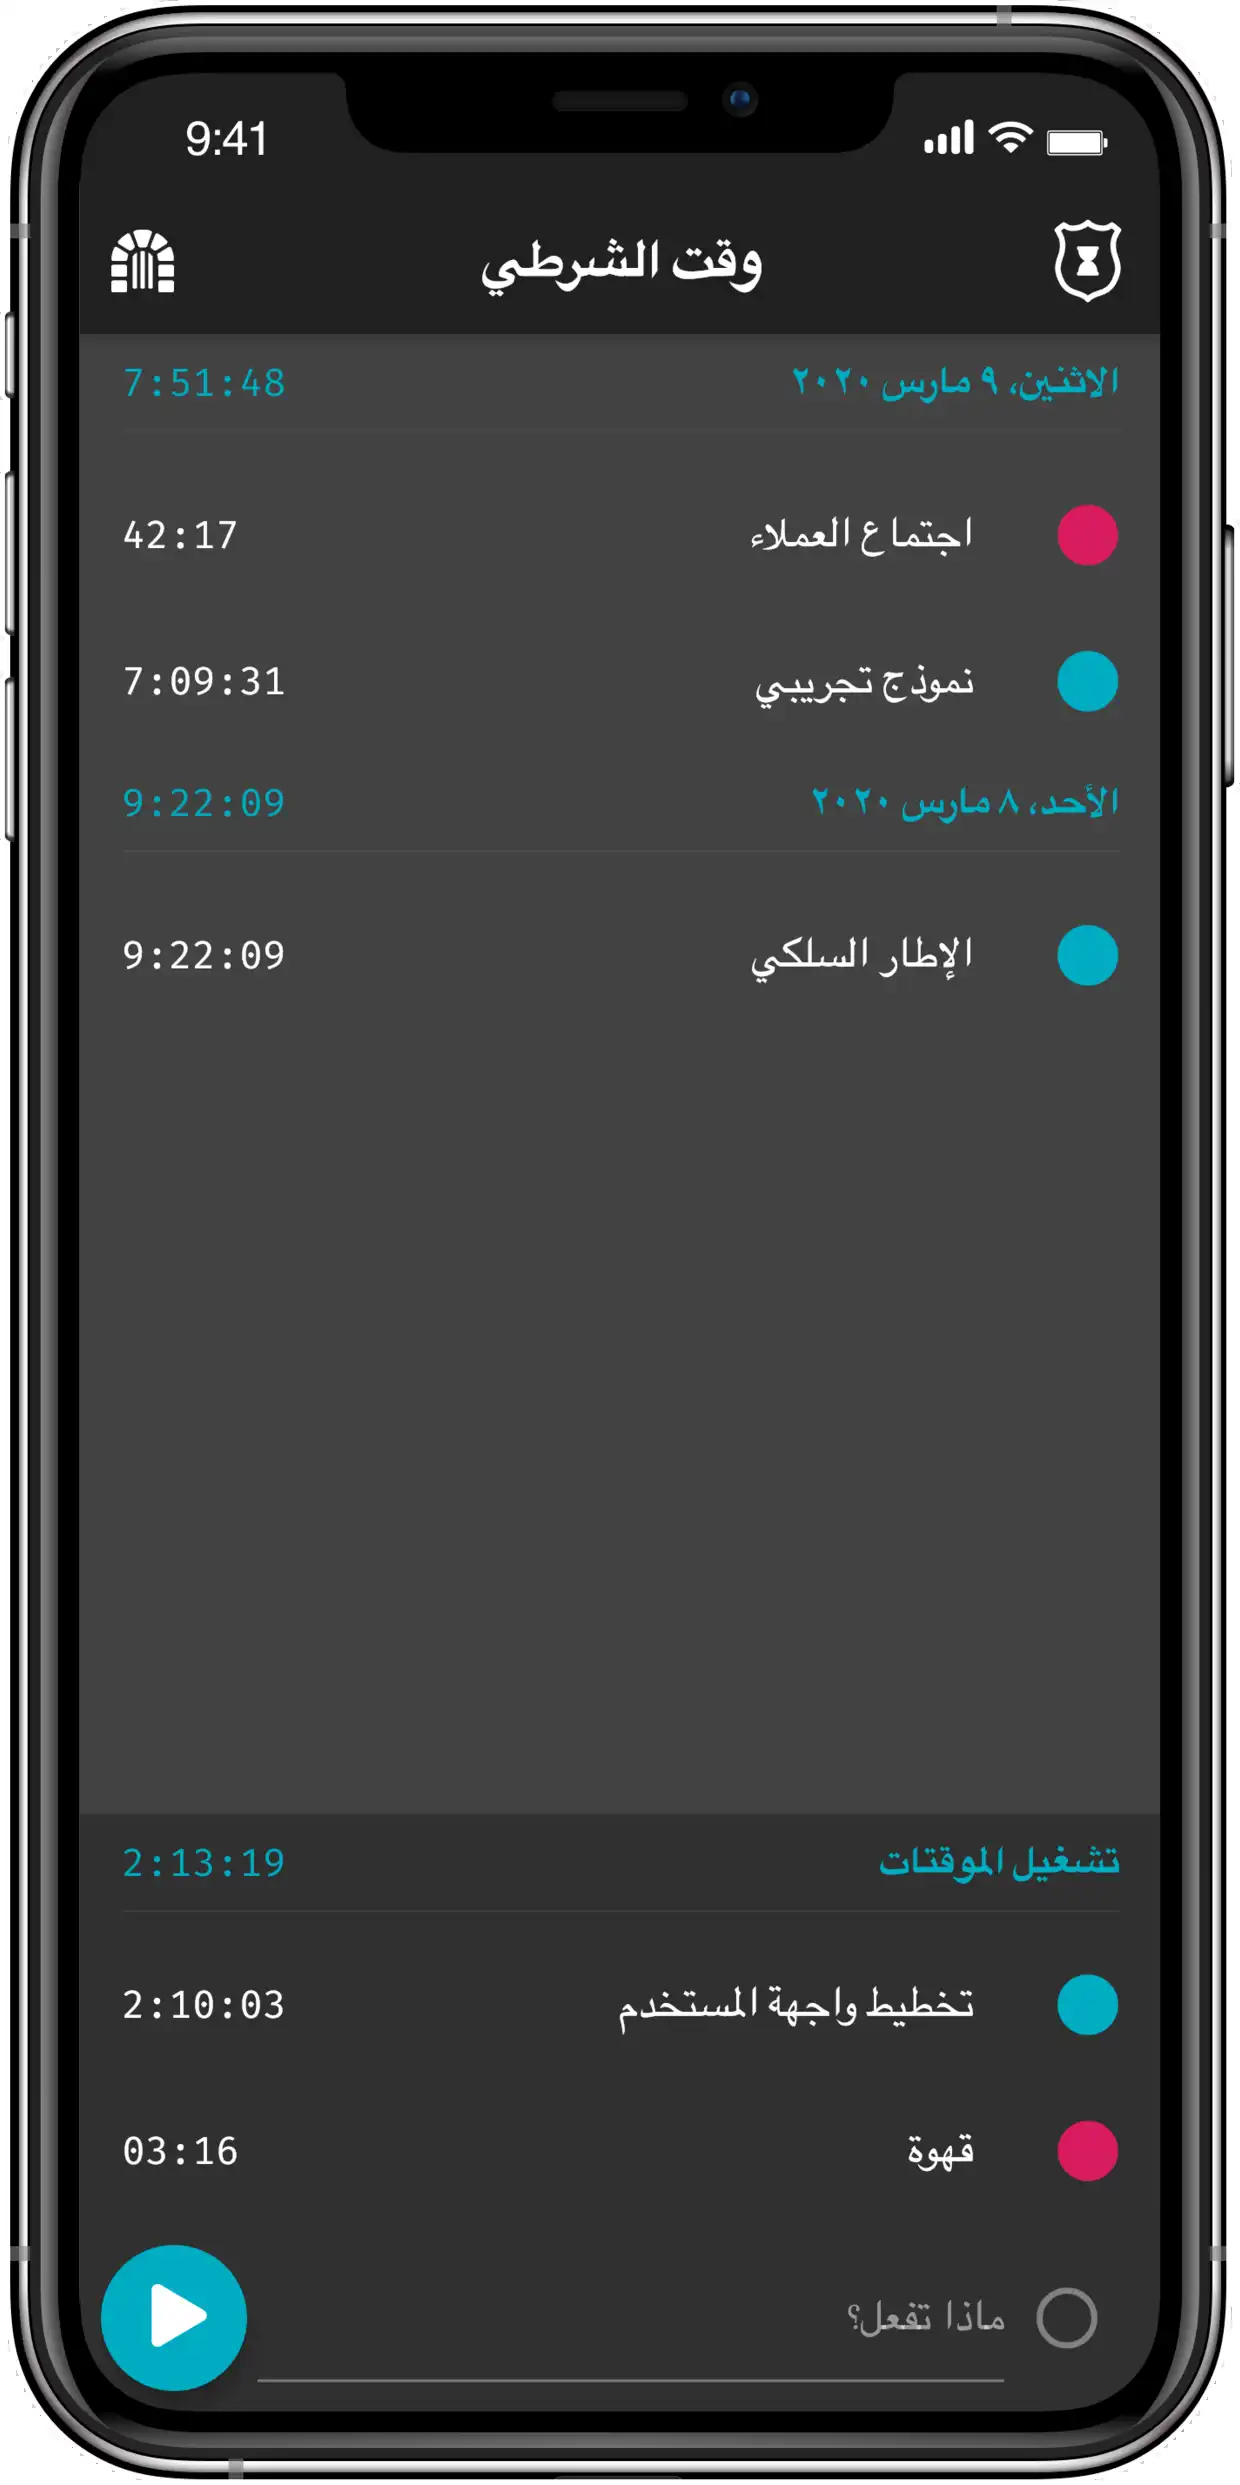 9:41
وقت الشرطي
الاثنين، ٩ مارس ٢٠٢٠ 7:51:48
اجتماع العملاء 42:17
نموذج تجريبي 7:09:31
الأحد، ٨ مارس ٢٠٢٠ 9:22:09
الإطار السلكي 9:22:09
تشغيل الموقتات 2:13:19
تخطيط واجهة المستخدم 2:10:03
قهوة 03:16
ماذا تفعل؟